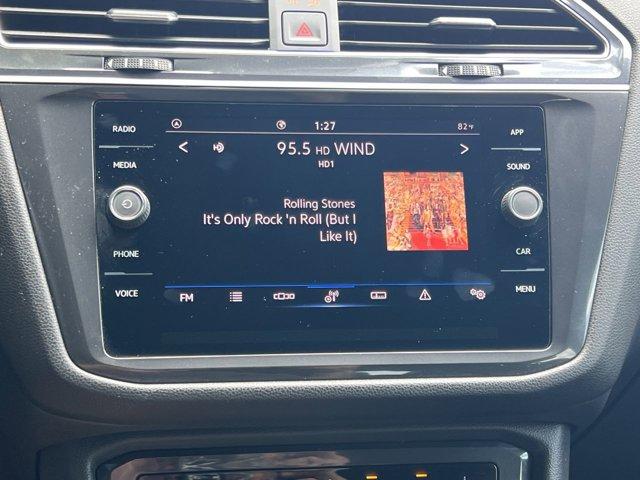 RADIO
MEDIA
PHONE
VOICE
1:27
82°F
95.5 HD WIND
HD1
Rolling Stones
It's Only Rock 'n Roll (But I
Like It)
FM
APP
SOUND
CAR
MENU